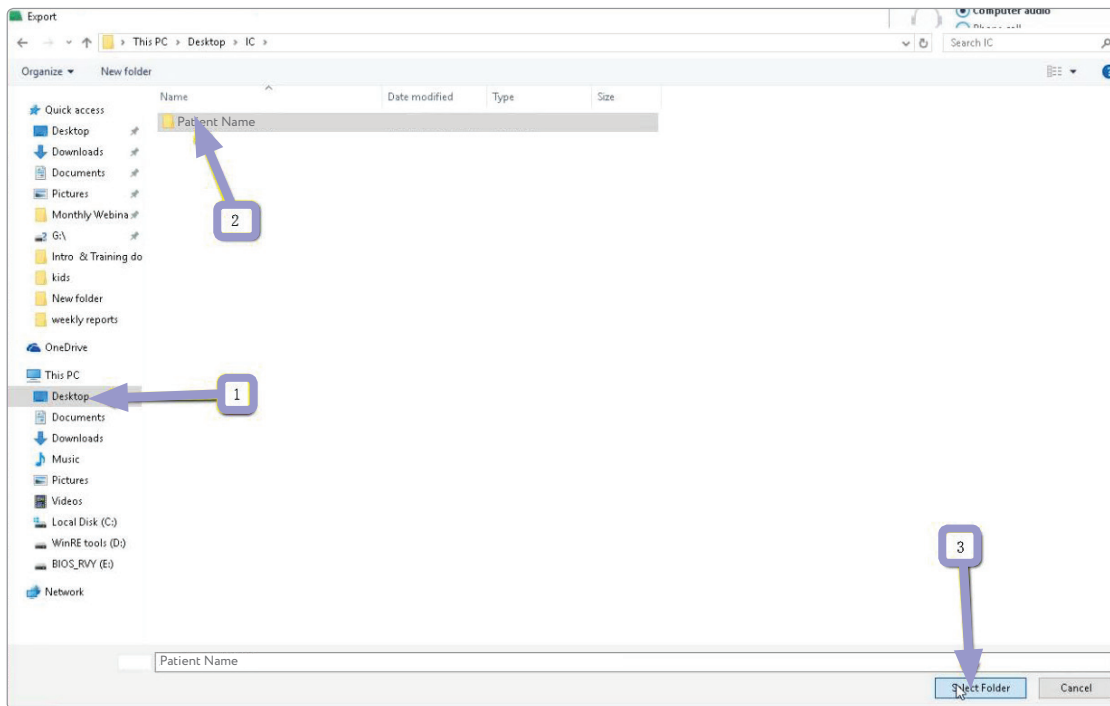 Export
Computer audio
This PC > Desktop > IC >
Search IC
Organize
New folder
Name
Date modified
Type
Size
Patient Name
Quick access
Desktop
Downloads
Documents
Pictures
Monthly Webina
G:\
Intro & Training do
kids
New folder
weekly reports
OneDrive
This PC
Desktop
Documents
Downloads
Music
Pictures
Videos
Local Disk (C:)
WinRE tools (D:)
BIOS_RVY (E:)
Network
2
1
3
Patient Name
Select Folder
Cancel